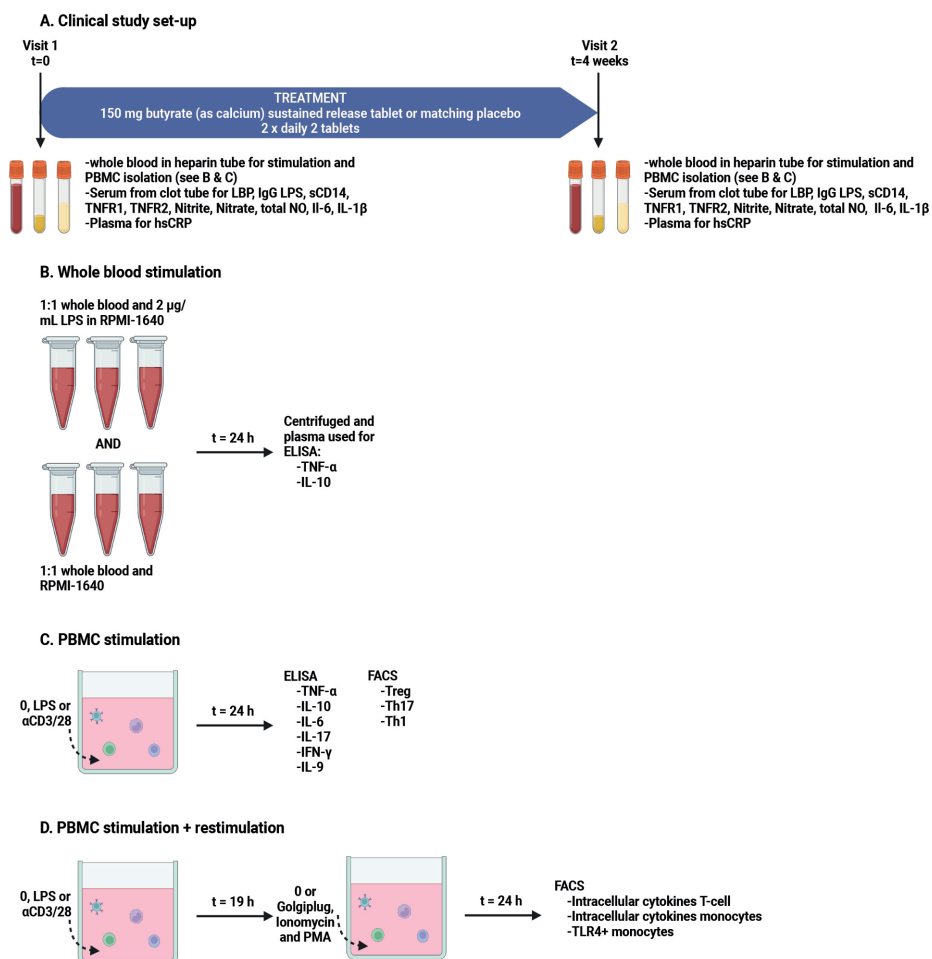 A. Clinical study set-up
Visit 1
t=0
Visit 2
t=4 weeks
TREATMENT
150 mg butyrate (as calcium) sustained release tablet or matching placebo
2 x daily 2 tablets
-whole blood in heparin tube for stimulation and
PBMC isolation (see B & C)
-Serum from clot tube for LBP, IgG LPS, sCD14,
TNFR1, TNFR2, Nitrite, Nitrate, total NO, Il-6, IL-1β
-Plasma for hsCRP
-whole blood in heparin tube for stimulation and
PBMC isolation (see B & C)
-Serum from clot tube for LBP, IgG LPS, sCD14,
TNFR1, TNFR2, Nitrite, Nitrate, total NO, Il-6, IL-1β
-Plasma for hsCRP
B. Whole blood stimulation
1:1 whole blood and 2 µg/
mL LPS in RPMI-1640
AND
1:1 whole blood and
RPMI-1640
t = 24 h
Centrifuged and
plasma used for
ELISA:
-TNF-α
-IL-10
C. PBMC stimulation
0, LPS or
αCD3/28
t = 24 h
ELISA
-TNF-α
-IL-10
-IL-6
-IL-17
-IFN-γ
-IL-9
FACS
-Treg
-Th17
-Th1
D. PBMC stimulation + restimulation
0, LPS or
αCD3/28
t = 19 h
0 or
Golgiplug,
Ionomycin
and PMA
t = 24 h
FACS
-Intracellular cytokines T-cell
-Intracellular cytokines monocytes
-TLR4+ monocytes